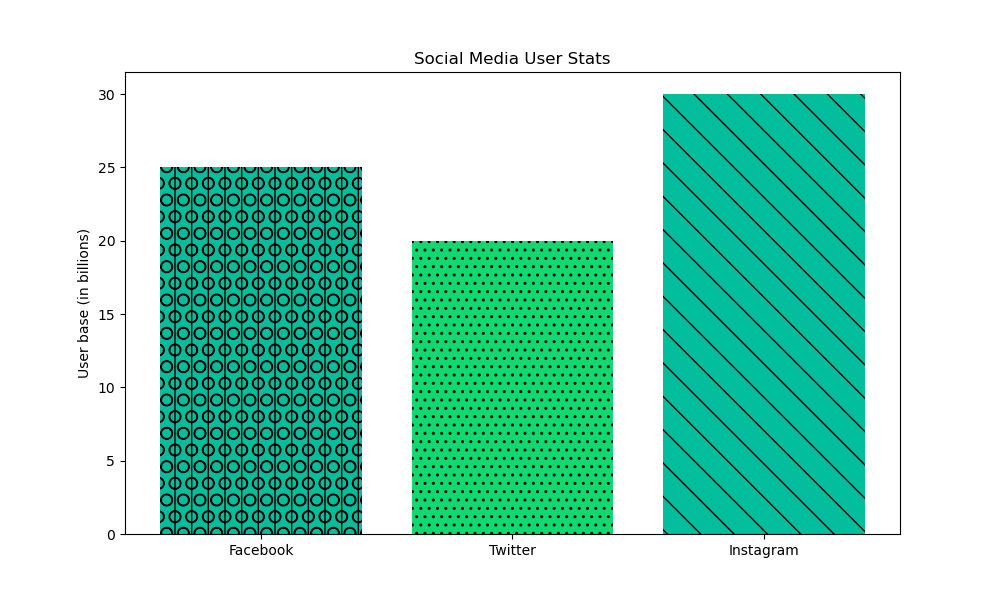 Social Media User Stats
User base (in billions)
30
25
20
15
10
5
0
Facebook
Twitter
Instagram